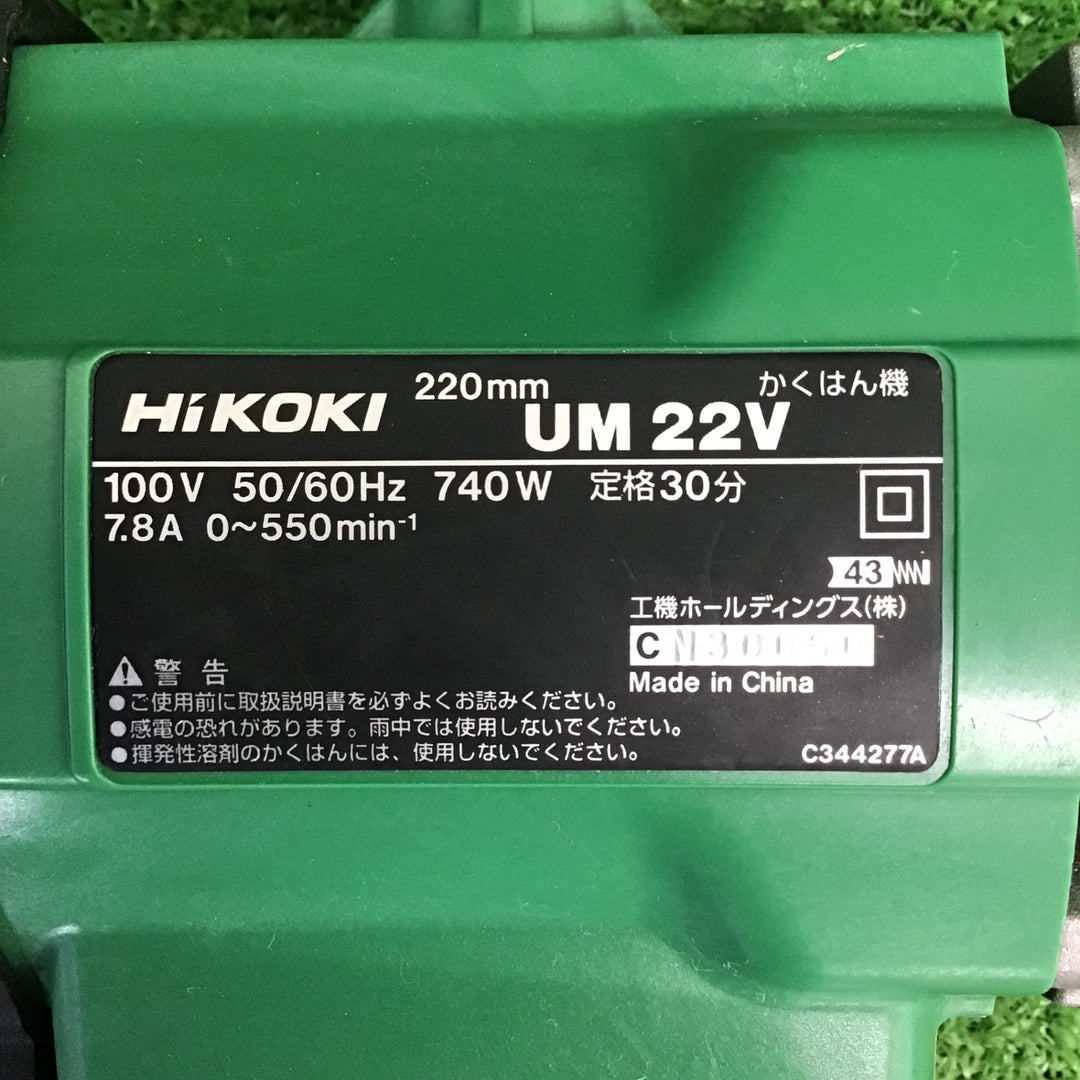 HiKOKI 220mm かくはん機
UM 22V
100V 50/60Hz 740W 定格30分
7.8A 0~550min⁻¹
43
工機ホールディングス(株)
C
Made in China
警告
●ご使用前に取扱説明書を必ずよくお読みください。
●感電の恐れがあります。雨中では使用しないでください。
●揮発性溶剤のかくはんには、使用しないでください。
C344277A